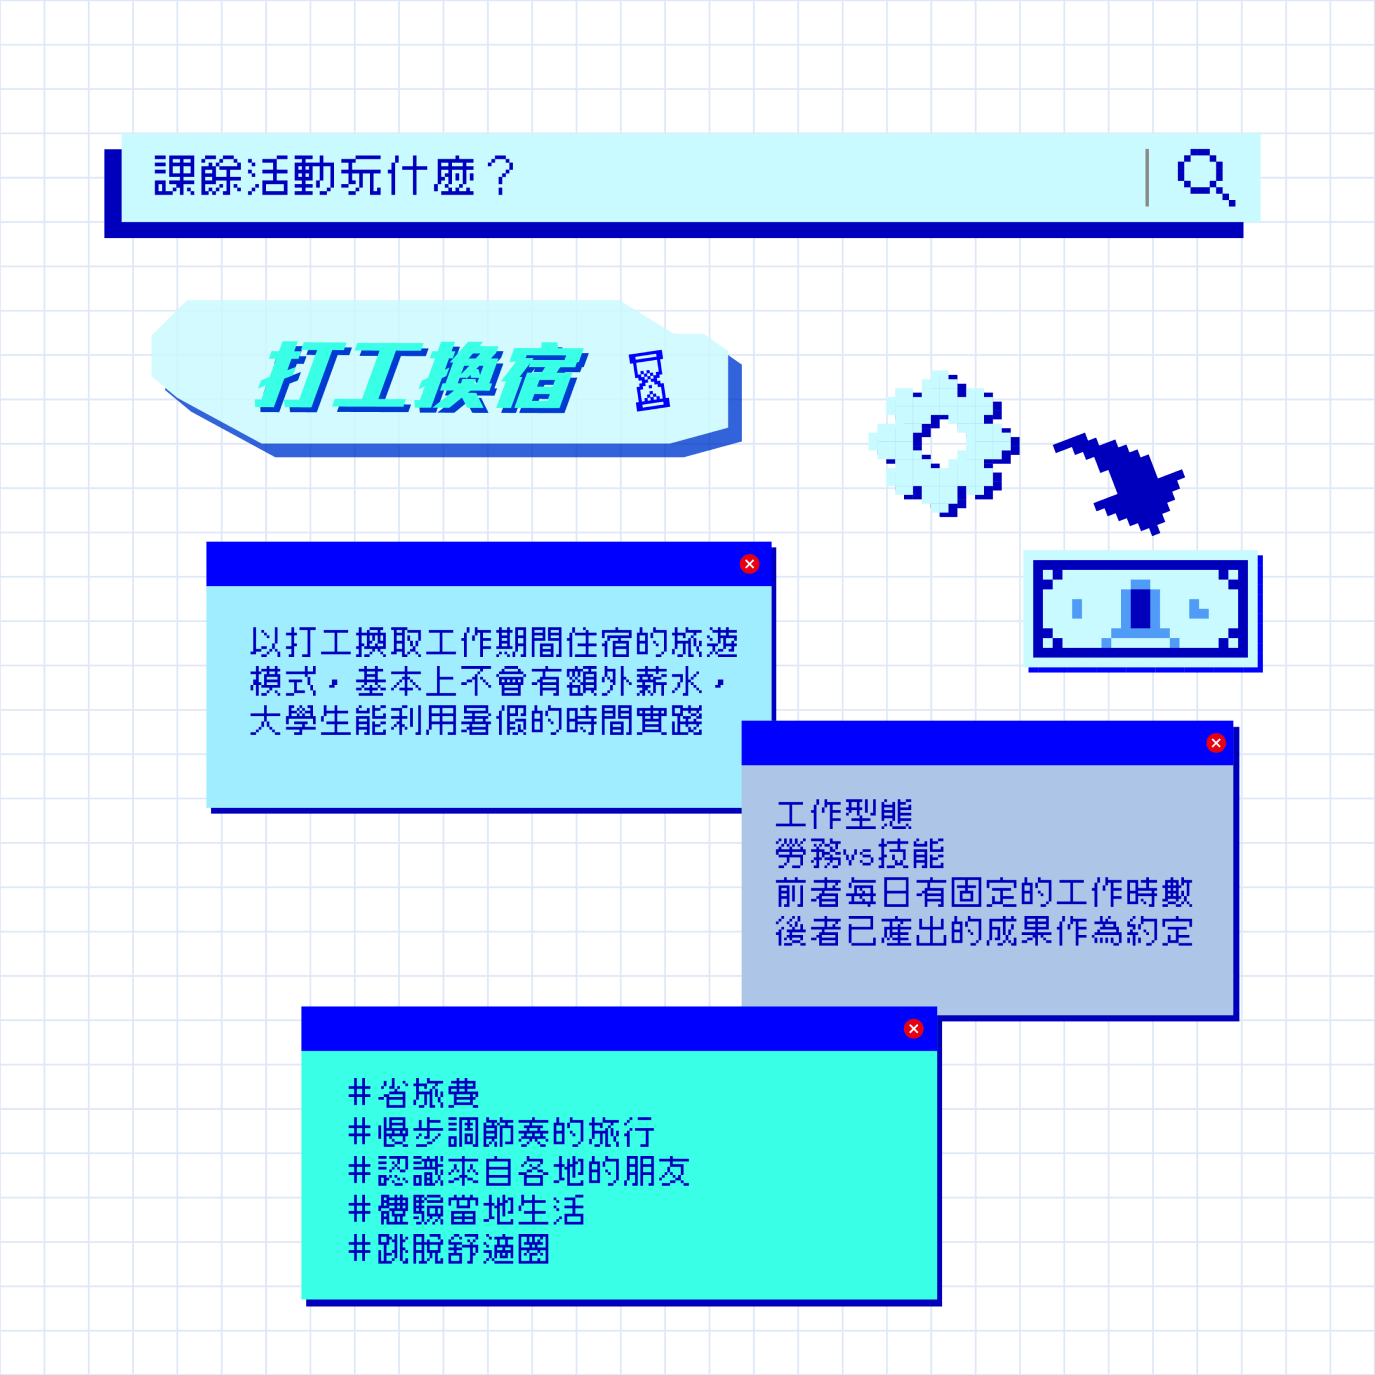 課餘活動玩什麼？
打工換宿
以打工換取工作期間住宿的旅遊
模式，基本上不會有額外薪水，
大學生能利用暑假的時間實踐
工作型態
勞務vs技能
前者每日有固定的工作時數
後者已產出的成果作為約定
#省旅費
#慢步調節奏的旅行
#認識來自各地的朋友
#體驗當地生活
#跳脫舒適圈